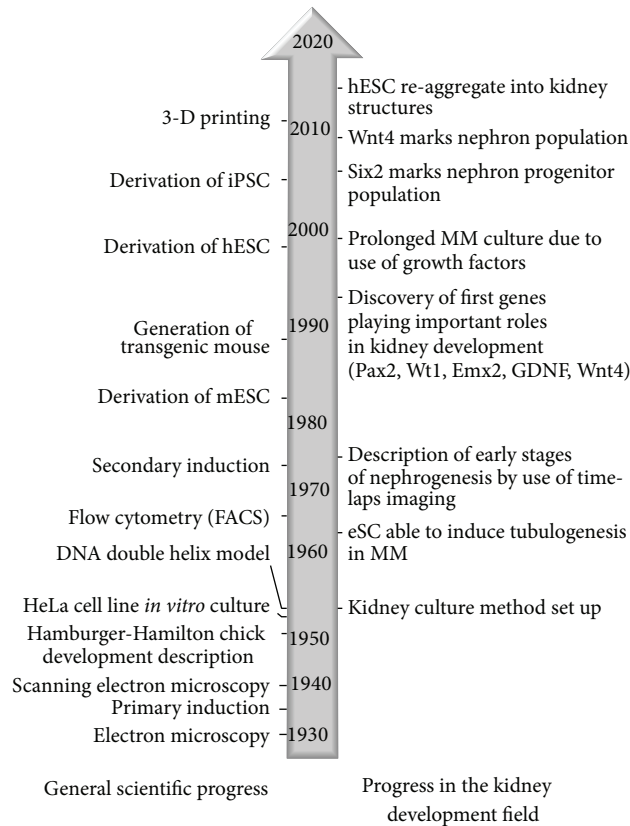 2020
hESC re-aggregate into kidney
structures
3-D printing
2010
Wnt4 marks nephron population
Derivation of iPSC
Six2 marks nephron progenitor
population
2000
Derivation of hESC
Prolonged MM culture due to
use of growth factors
Discovery of first genes
playing important roles
in kidney development
(Pax2, Wt1, Emx2, GDNF, Wnt4)
1990
Generation of
transgenic mouse
Derivation of mESC
1980
Secondary induction
Description of early stages
of nephrogenesis by use of time-
laps imaging
1970
Flow cytometry (FACS)
eSC able to induce tubulogenesis
in MM
1960
DNA double helix model
HeLa cell line in vitro culture
Kidney culture method set up
Hamburger-Hamilton chick
development description
1950
Scanning electron microscopy
1940
Primary induction
Electron microscopy
1930
General scientific progress
Progress in the kidney
development field